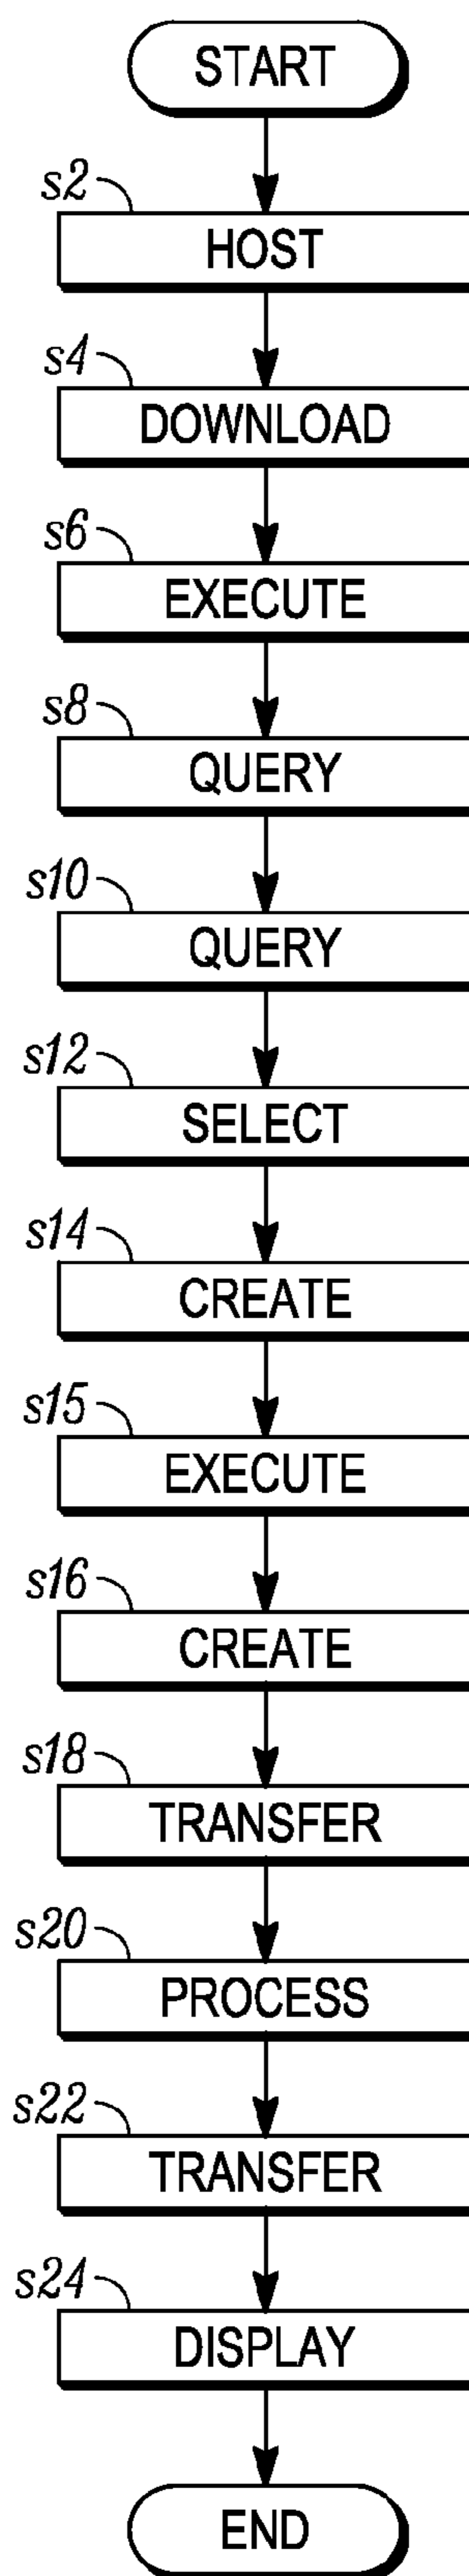 START
s2
HOST
s4
DOWNLOAD
s6
EXECUTE
s8
QUERY
s10
QUERY
s12
SELECT
s14
CREATE
s15
EXECUTE
s16
CREATE
s18
TRANSFER
s20
PROCESS
s22
TRANSFER
s24
DISPLAY
END